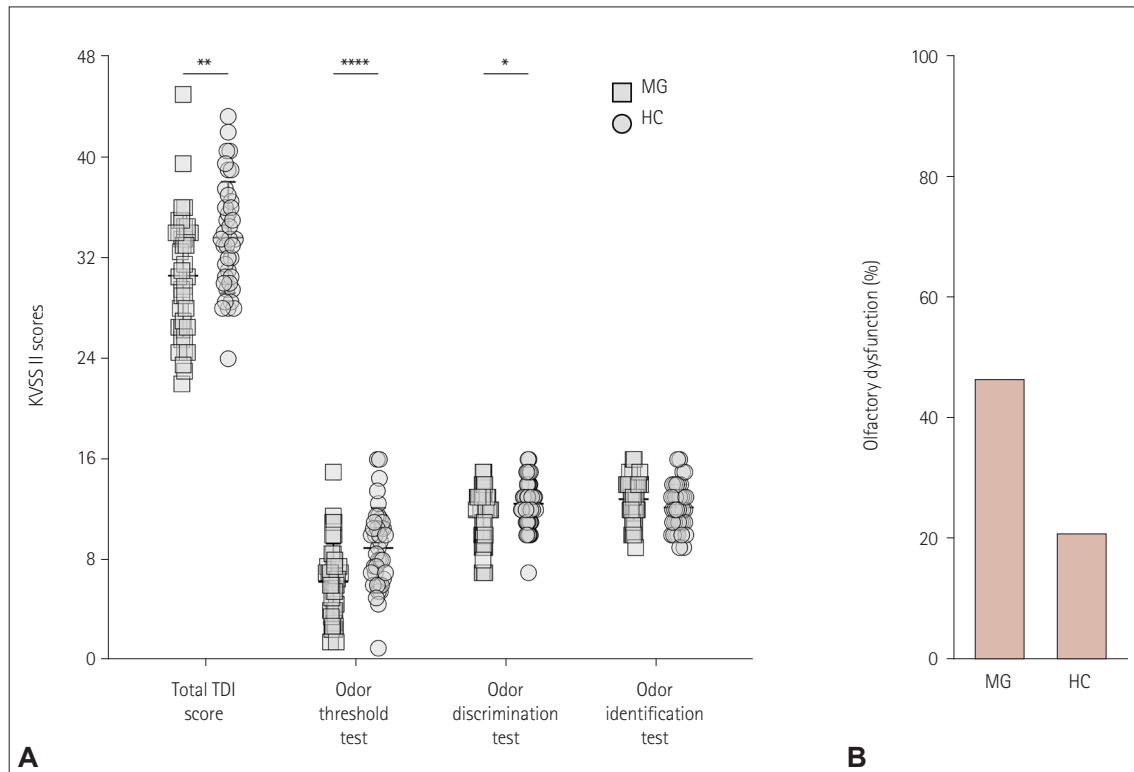 48
40
32
24
16
8
0
KVSS II scores
**
****
*
MG
HC
Total TDI
score
Odor
threshold
test
Odor
discrimination
test
Odor
identification
test
A
100
80
60
40
20
0
Olfactory dysfunction (%)
MG
HC
B